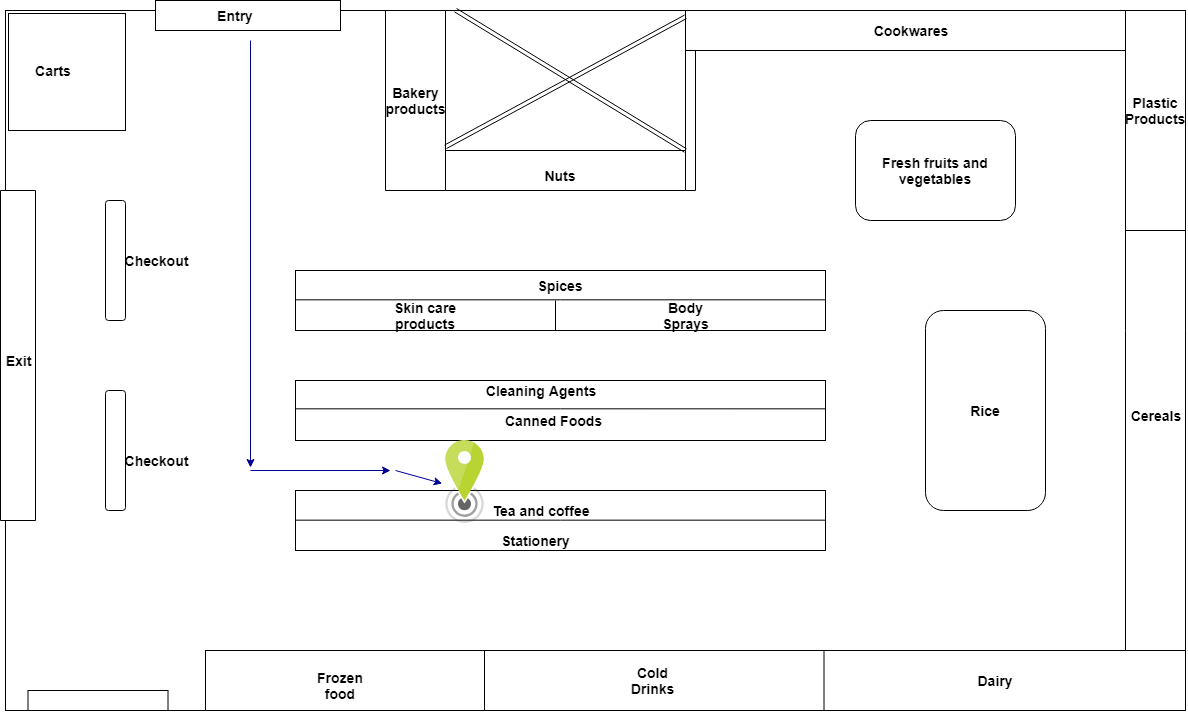 Entry
Carts
Bakery
products
Nuts
Cookwares
Plastic
Products
Fresh fruits and
vegetables
Checkout
Spices
Skin care
products
Body
Sprays
Exit
Cleaning Agents
Canned Foods
Rice
Cereals
Checkout
Tea and coffee
Stationery
Frozen
food
Cold
Drinks
Dairy